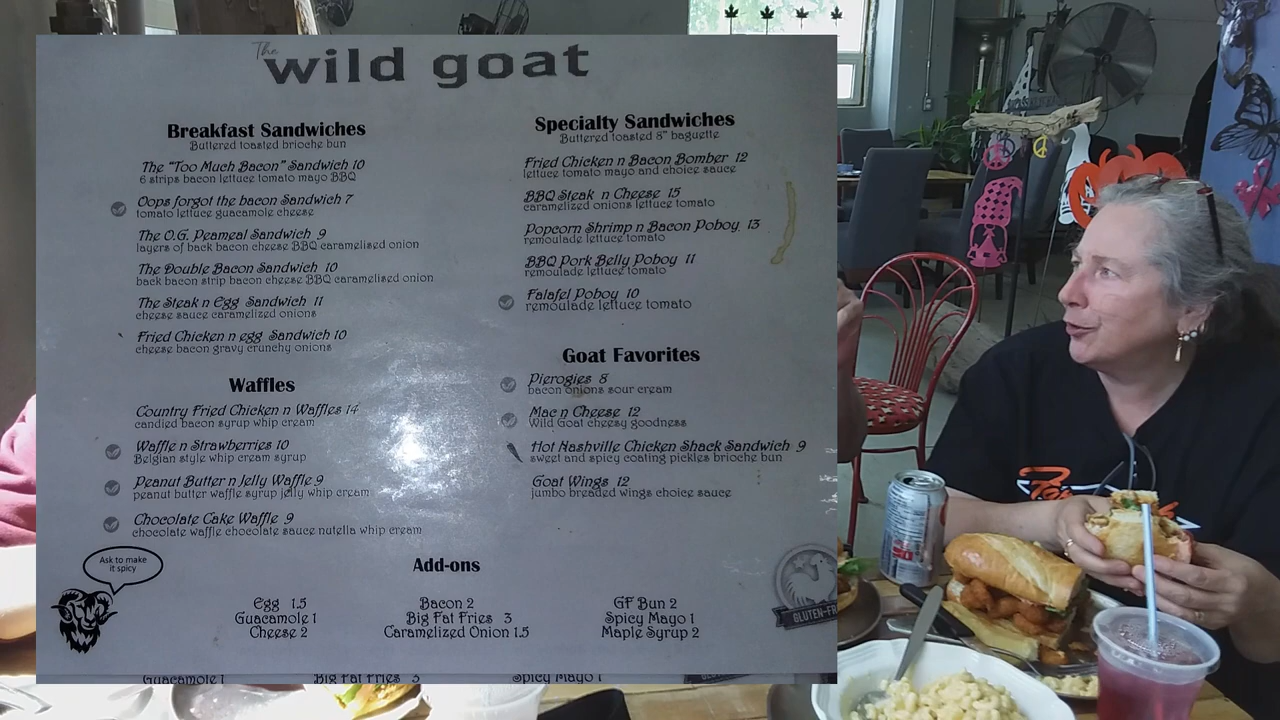 The
wild goat
Breakfast Sandwiches
Buttered toasted brioche bun
The "Too Much Bacon" Sandwich 10
6 strips bacon lettuce tomato mayo BBQ
Oops forgot the bacon Sandwich 7
tomato lettuce guacamole cheese
The O.G. Peameal Sandwich 9
layers of back bacon cheese BBQ caramelised onion
The Double Bacon Sandwich 10
back bacon strip bacon cheese BBQ caramelised onion
The Steak n Egg Sandwich 11
cheese sauce caramelized onions
Fried Chicken n egg Sandwich 10
cheese bacon gravy crunchy onions
Waffles
Country Fried Chicken n Waffles 14
candied bacon syrup whip cream
Waffle n Strawberries 10
Belgian style whip cream syrup
Peanut Butter n Jelly Waffle 9
peanut butter waffle syrup jelly whip cream
Chocolate Cake Waffle 9
chocolate waffle chocolate sauce nutella whip cream
Specialty Sandwiches
Buttered toasted 8" baguette
Fried Chicken n Bacon Bomber 12
lettuce tomato mayo and choice sauce
BBQ Steak n Cheese 15
caramelized onions lettuce tomato
Popcorn Shrimp n Bacon Poboy 13
remoulade lettuce tomato
BBQ Pork Belly Poboy 11
remoulade lettuce tomato
Falafel Poboy 10
remoulade lettuce tomato
Goat Favorites
Pierogies 8
bacon onions sour cream
Mac n Cheese 12
Wild Goat cheesy goodness
Hot Nashville Chicken Shack Sandwich 9
sweet and spicy coating pickles brioche bun
Goat Wings 12
jumbo breaded wings choice sauce
Ask to make
it spicy
Add-ons
Egg 1.5
Guacamole 1
Cheese 2
Bacon 2
Big Fat Fries 3
Caramelized Onion 1.5
GF Bun 2
Spicy Mayo 1
Maple Syrup 2
GLUTEN-FR
Guacamole 1 Big Fat Fries 3 Spicy Mayo 1